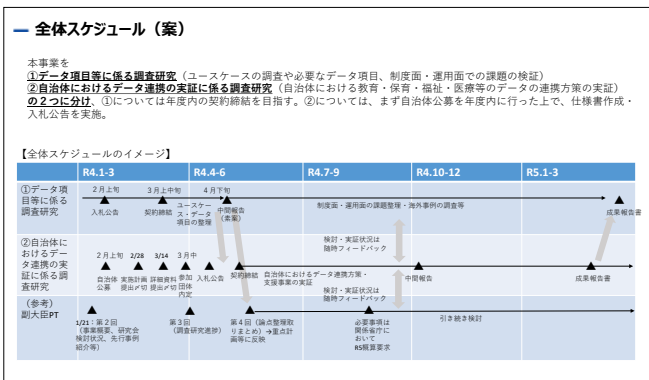 全体スケジュール（案）
本事業を
①データ項目等に係る調査研究（ユースケースの調査や必要なデータ項目、制度面・運用面での課題の検証）
②自治体におけるデータ連携の実証に係る調査研究（自治体における教育・保育・福祉・医療等のデータの連携方策の実証）
の２つに分け、①については年度内の契約締結を目指す。②については、まず自治体公募を年度内に行った上で、仕様書作成・
入札公告を実施。
【全体スケジュールのイメージ】
R4.1-3
R4.4-6
R4.7-9
R4.10-12
R5.1-3
①データ項
目等に係る
調査研究
２月上旬
入札公告
３月上中旬
契約締結
ユースケー
ス・データ
項目の整理
４月下旬
中間報告
（素案）
制度面・運用面の課題整理・海外事例の調査等
成果報告書
②自治体に
おけるデー
タ連携の実
証に係る調
査研究
２月上旬
自治体
公募
2/28
実施計画
提出〆切
3/14
詳細資料
提出〆切
３月中
参加
団体
内定
入札公告
契約締結
自治体におけるデータ連携方策・
支援事業の実証
検討・実証状況は
随時フィードバック
中間報告
成果報告書
検討・実証状況は
随時フィードバック
（参考）
副大臣PT
1/21：第２回
（事業概要、研究会
検討状況、先行事例
紹介等）
第３回
（調査研究進捗）
第４回（論点整理取
りまとめ）→重点計
画等に反映
必要事項は
関係省庁に
おいて
R5概算要求
引き続き検討